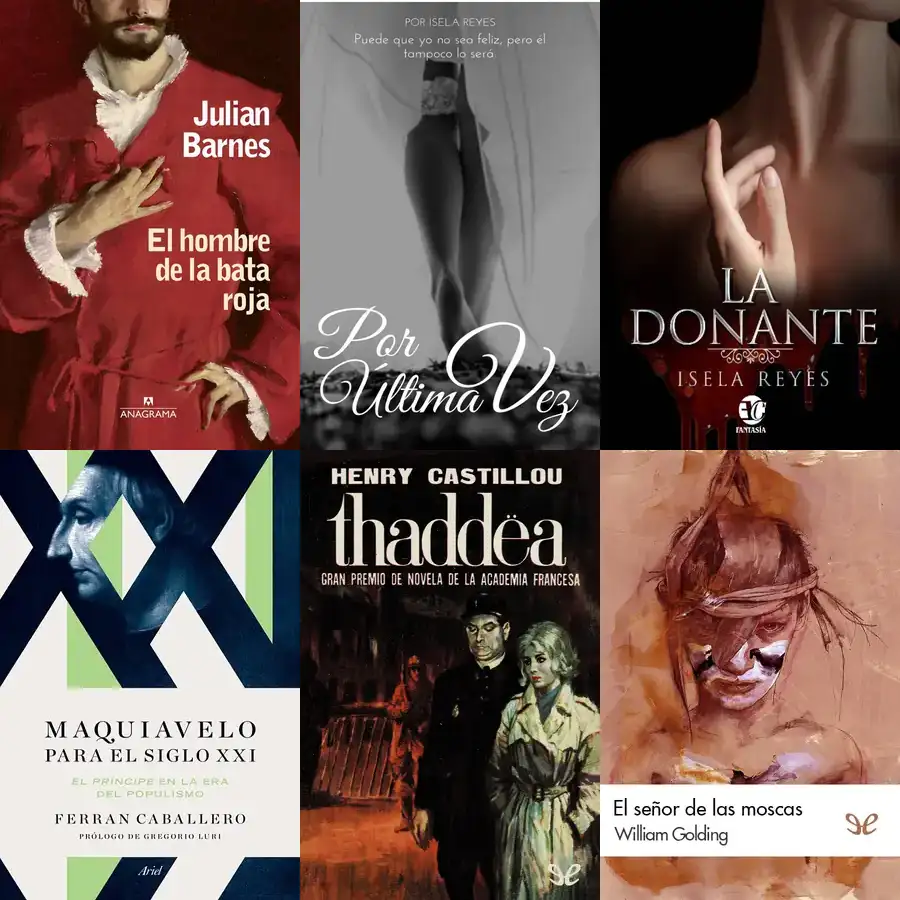 Julian
Barnes
El hombre
de la bata
roja
ANAGRAMA
POR ISELA REYES
Puede que yo no sea feliz, pero él
tampoco lo será
Por
Última Vez
LA
DONANTE
ISELA REYES
FANTASÍA
XXI
MAQUIAVELO
PARA EL SIGLO XXI
EL PRÍNCIPE EN LA ERA
DEL POPULISMO
FERRAN CABALLERO
PRÓLOGO DE GREGORIO LURI
Ariel
HENRY CASTILLOU
thaddëa
GRAN PREMIO DE NOVELA DE LA ACADEMIA FRANCESA
El señor de las moscas
William Golding